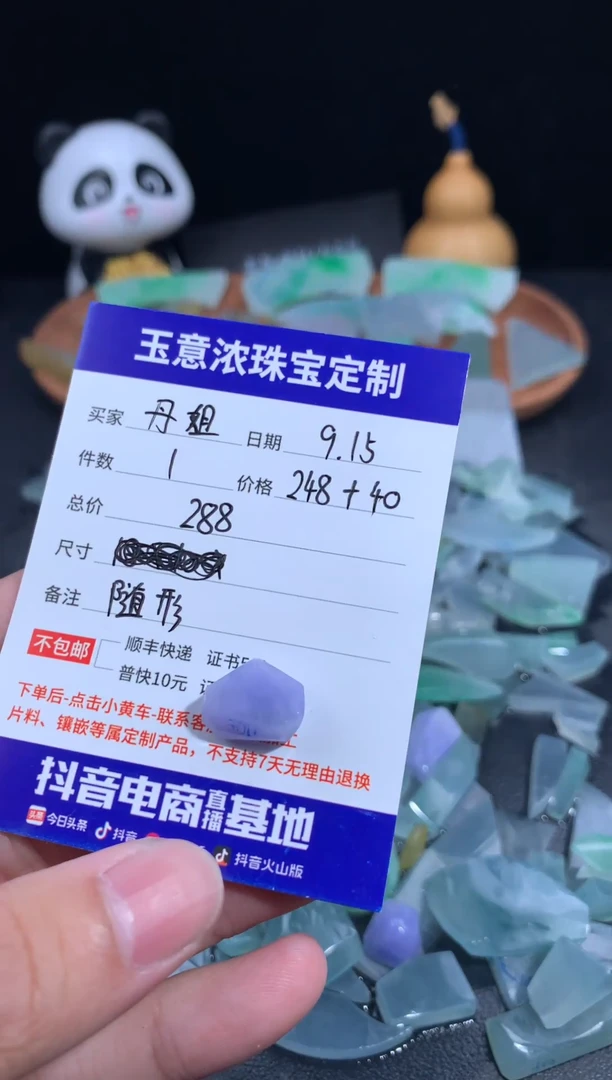 玉意浓珠宝定制
买家 丹姐 日期 9.15
件数 1 价格 248+40
总价 288
尺寸
备注 随形
不包邮 顺丰快递 证书
普快10元
下单后-点击小黄车-联系客
片料、镶嵌等属定制产品，不支持7天无理由退换
抖音电商直播基地
头条 今日头条 抖音 抖音火山版